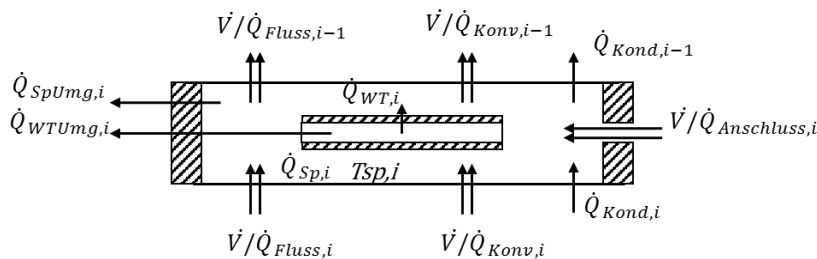 V̇/Q̇_Fluss,i−1 V̇/Q̇_Konv,i−1 Q̇_Kond,i−1
Q̇_SpUmg,i
Q̇_WT,i
Q̇_WTUmg,i V̇/Q̇_Anschluss,i
Q̇_Sp,i Tsp,i
Q̇_Kond,i
V̇/Q̇_Fluss,i V̇/Q̇_Konv,i